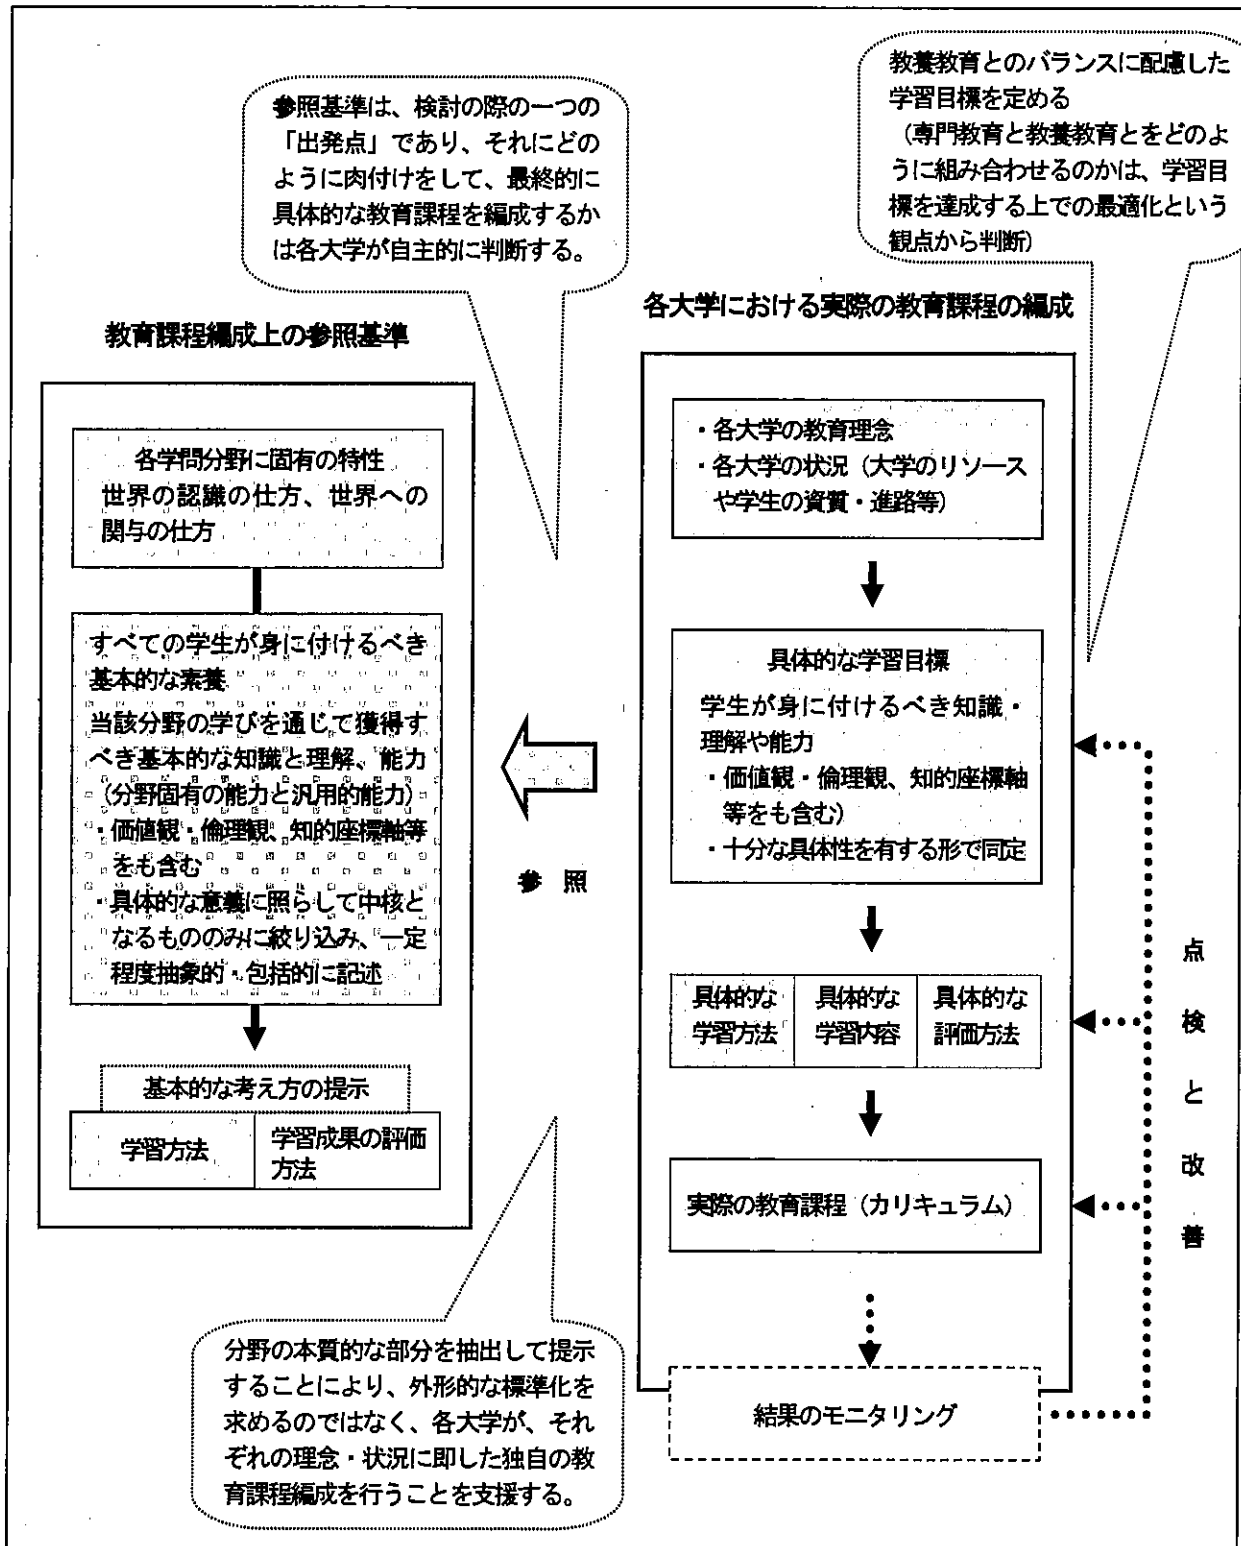 教養教育とのバランスに配慮した
学習目標を定める
（専門教育と教養教育とをどのよ
うに組み合わせるのかは、学習目
標を達成する上での最適化という
観点から判断）
参照基準は、検討の際の一つの
「出発点」であり、それにどの
ように肉付けをして、最終的に
具体的な教育課程を編成するか
は各大学が自主的に判断する。
教育課程編成上の参照基準
各学問分野に固有の特性
世界の認識の仕方、世界への
関与の仕方
すべての学生が身に付けるべき
基本的な素養
当該分野の学びを通じて獲得す
べき基本的な知識と理解、能力
（分野固有の能力と汎用的能力）
・価値観・倫理観、知的座標軸等
をも含む
・具体的な意義に照らして中核と
なるもののみに絞り込み、一定
程度抽象的・包括的に記述
基本的な考え方の提示
学習方法
学習成果の評価
方法
参 照
各大学における実際の教育課程の編成
・各大学の教育理念
・各大学の状況（大学のリソース
や学生の資質・進路等）
具体的な学習目標
学生が身に付けるべき知識・
理解や能力
・価値観・倫理観、知的座標軸
等をも含む）
・十分な具体性を有する形で同定
具体的な
学習方法
具体的な
学習内容
具体的な
評価方法
実際の教育課程（カリキュラム）
結果のモニタリング
点検と改善
分野の本質的な部分を抽出して提示
することにより、外形的な標準化を
求めるのではなく、各大学が、それ
ぞれの理念・状況に即した独自の教
育課程編成を行うことを支援する。